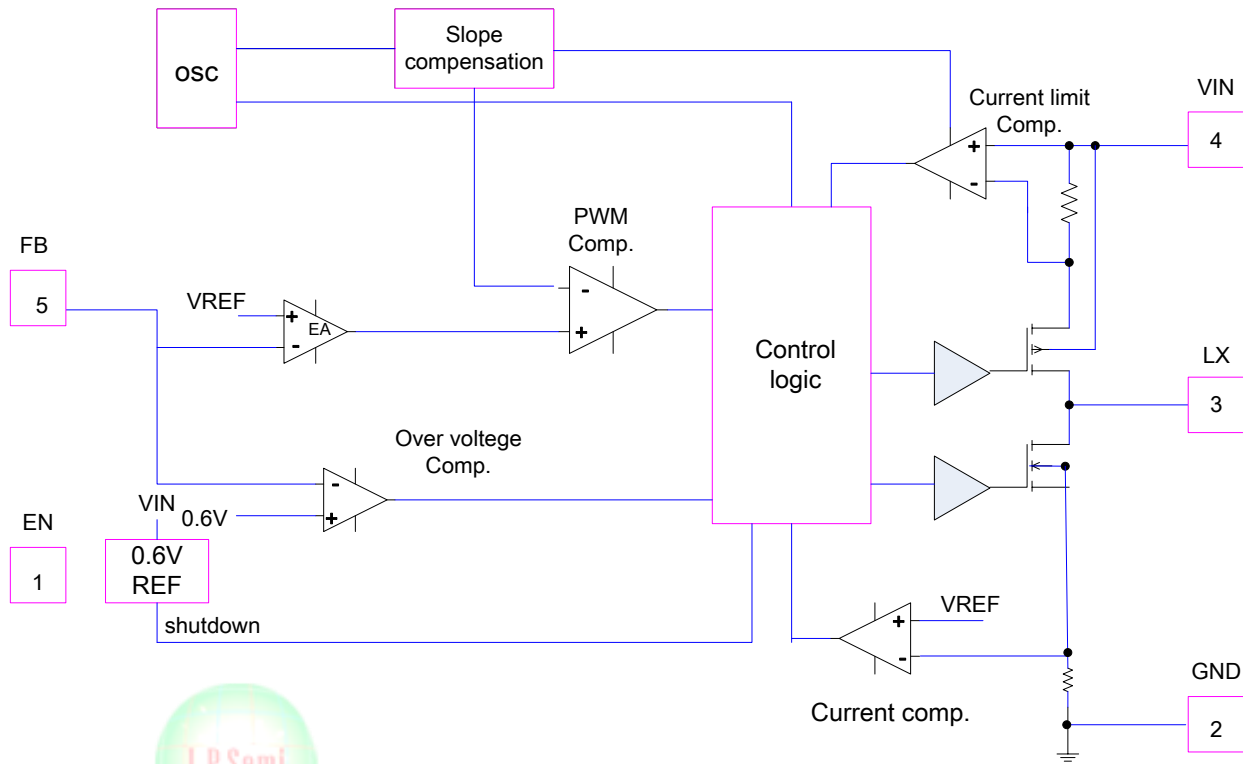 OSC
Slope
compensation
Current limit
Comp.
VIN
4
+
-
PWM
Comp.
-
+
FB
5
VREF
+
EA
-
Control
logic
LX
3
Over voltege
Comp.
-
+
VIN
0.6V
EN
1
0.6V
REF
shutdown
VREF
+
-
Current comp.
GND
2